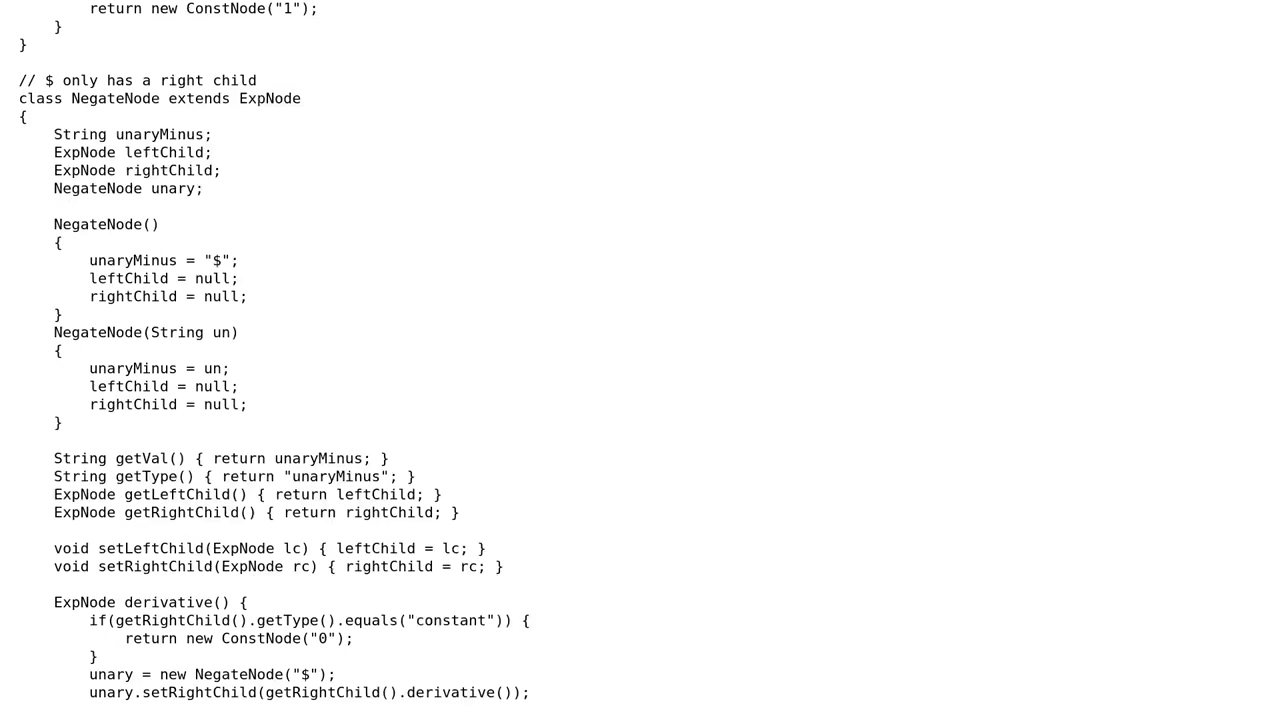 return new ConstNode("1");
    }
}

// $ only has a right child
class NegateNode extends ExpNode
{
    String unaryMinus;
    ExpNode leftChild;
    ExpNode rightChild;
    NegateNode unary;

    NegateNode()
    {
        unaryMinus = "$";
        leftChild = null;
        rightChild = null;
    }
    NegateNode(String un)
    {
        unaryMinus = un;
        leftChild = null;
        rightChild = null;
    }

    String getVal() { return unaryMinus; }
    String getType() { return "unaryMinus"; }
    ExpNode getLeftChild() { return leftChild; }
    ExpNode getRightChild() { return rightChild; }

    void setLeftChild(ExpNode lc) { leftChild = lc; }
    void setRightChild(ExpNode rc) { rightChild = rc; }

    ExpNode derivative() {
        if(getRightChild().getType().equals("constant")) {
            return new ConstNode("0");
        }
        unary = new NegateNode("$");
        unary.setRightChild(getRightChild().derivative());